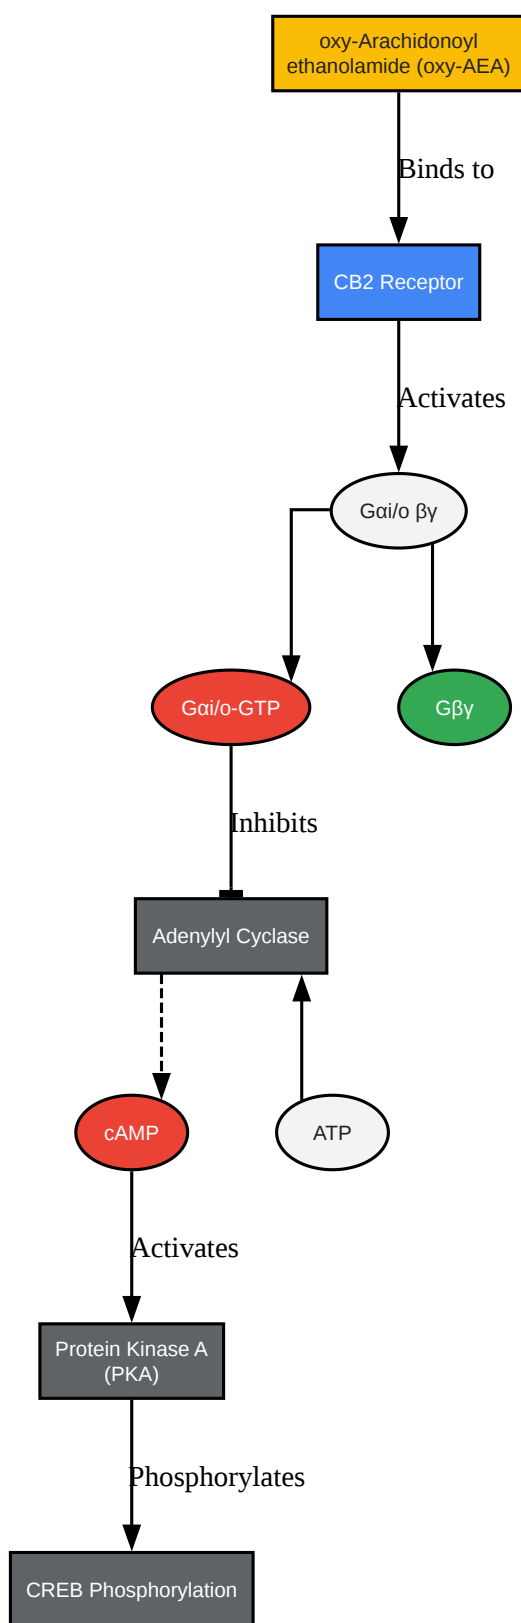 oxy-Arachidonoyl
ethanolamide (oxy-AEA)
Binds to
CB2 Receptor
Activates
Gαi/o βγ
Gαi/o-GTP
Gβγ
Inhibits
Adenylyl Cyclase
cAMP
ATP
Activates
Protein Kinase A
(PKA)
Phosphorylates
CREB Phosphorylation